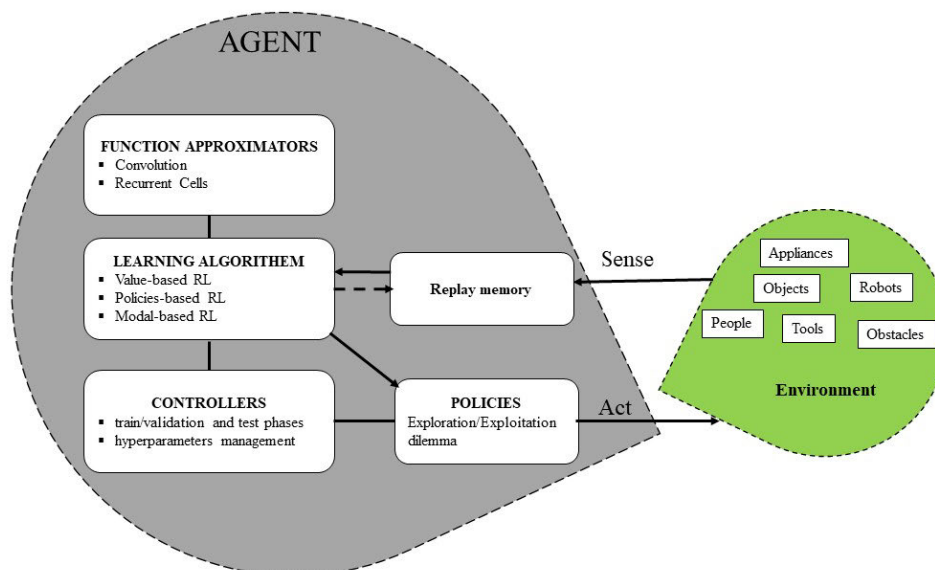 AGENT
FUNCTION APPROXIMATORS
▪ Convolution
▪ Recurrent Cells
LEARNING ALGORITHEM
▪ Value-based RL
▪ Policies-based RL
▪ Modal-based RL
Replay memory
CONTROLLERS
▪ train/validation and test phases
▪ hyperparameters management
POLICIES
Exploration/Exploitation
dilemma
Sense
Act
Appliances
Objects
Robots
People
Tools
Obstacles
Environment